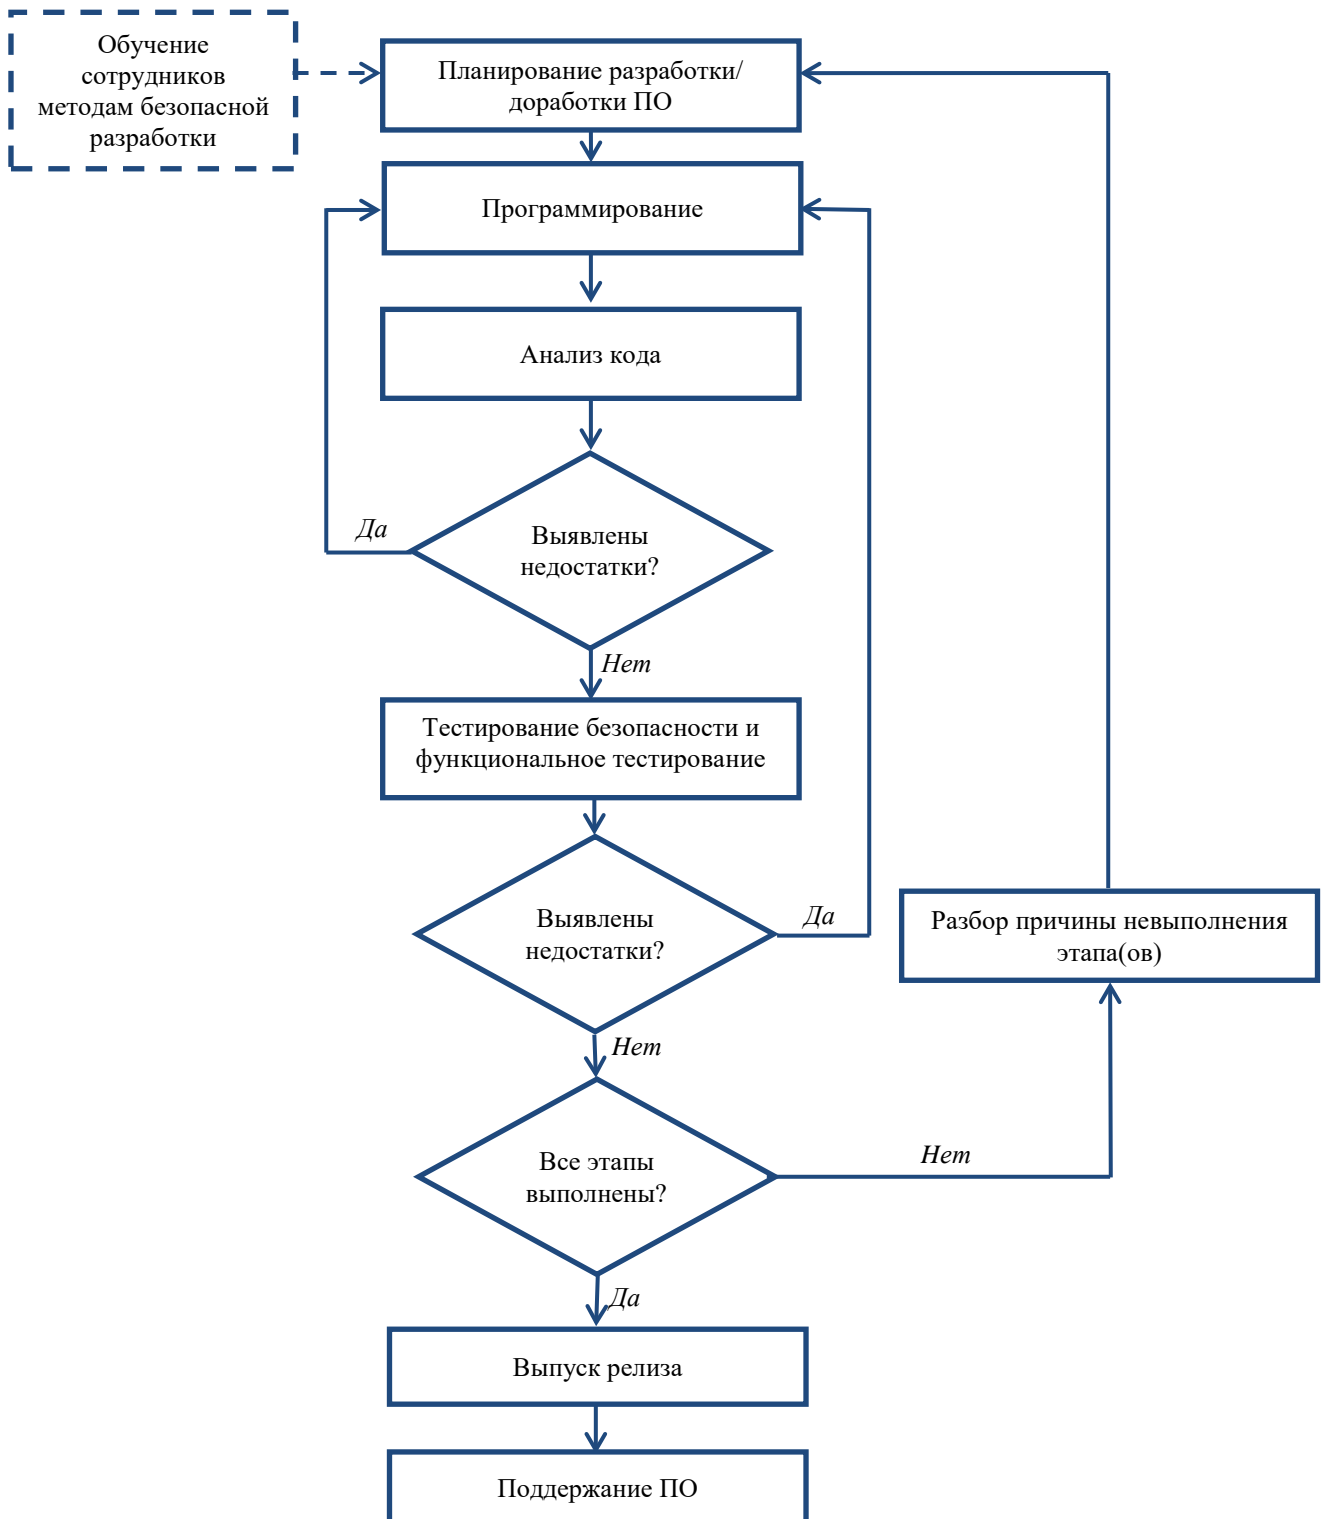 Обучение
сотрудников
методам безопасной
разработки
Планирование разработки/
доработки ПО
Программирование
Анализ кода
Да
Выявлены
недостатки?
Нет
Тестирование безопасности и
функциональное тестирование
Выявлены
недостатки?
Да
Разбор причины невыполнения
этапа(ов)
Нет
Все этапы
выполнены?
Нет
Да
Выпуск релиза
Поддержание ПО